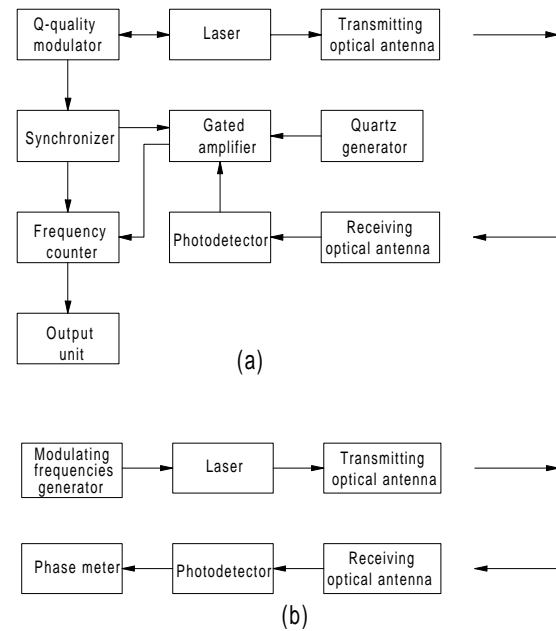 Q-quality
modulator
Laser
Transmitting
optical antenna
Synchronizer
Gated
amplifier
Quartz
generator
Frequency
counter
Photodetector
Receiving
optical antenna
Output
unit
(a)
Modulating
frequencies
generator
Laser
Transmitting
optical antenna
Phase meter
Photodetector
Receiving
optical antenna
(b)